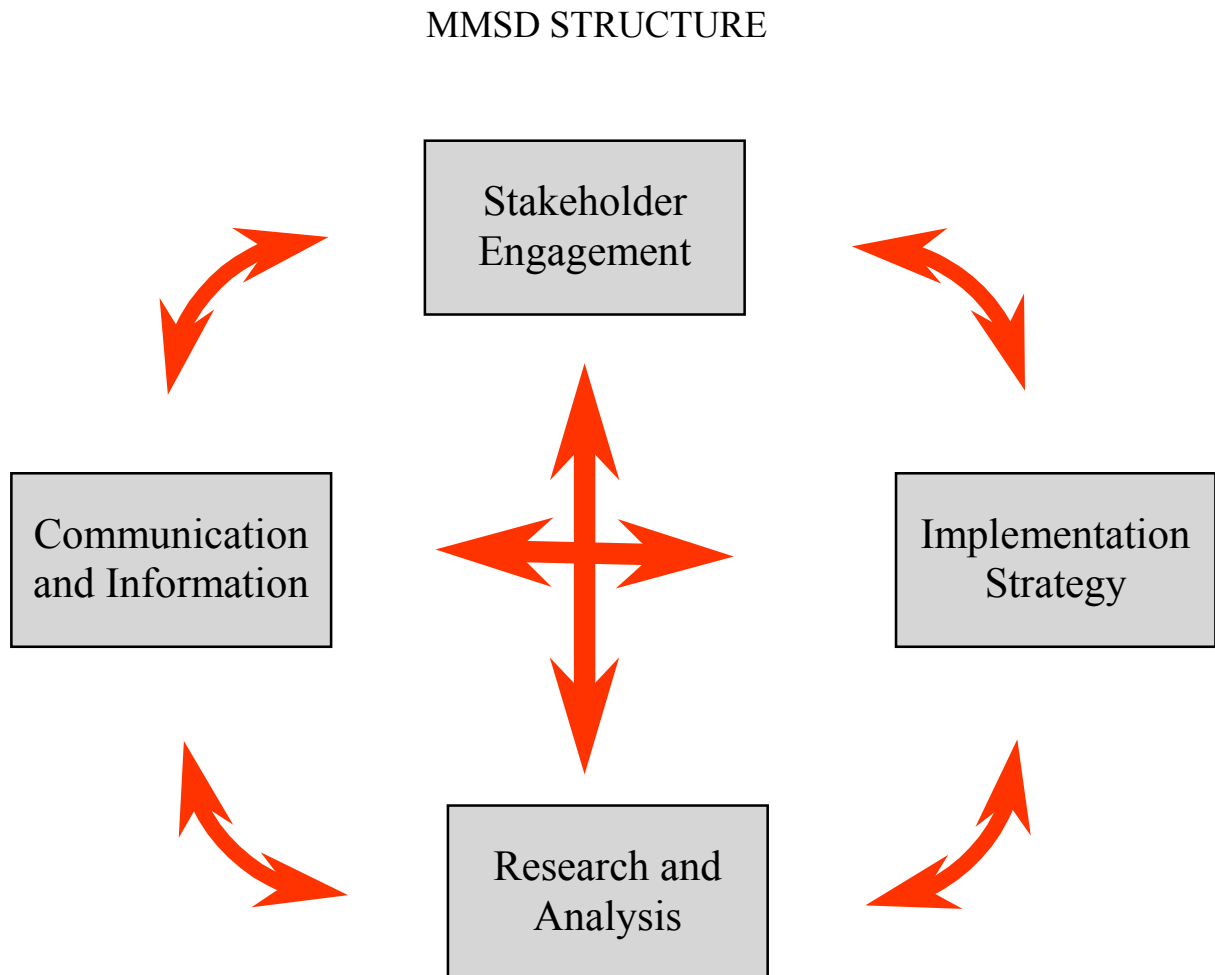 MMSD STRUCTURE
Stakeholder
Engagement
Communication
and Information
Implementation
Strategy
Research and
Analysis